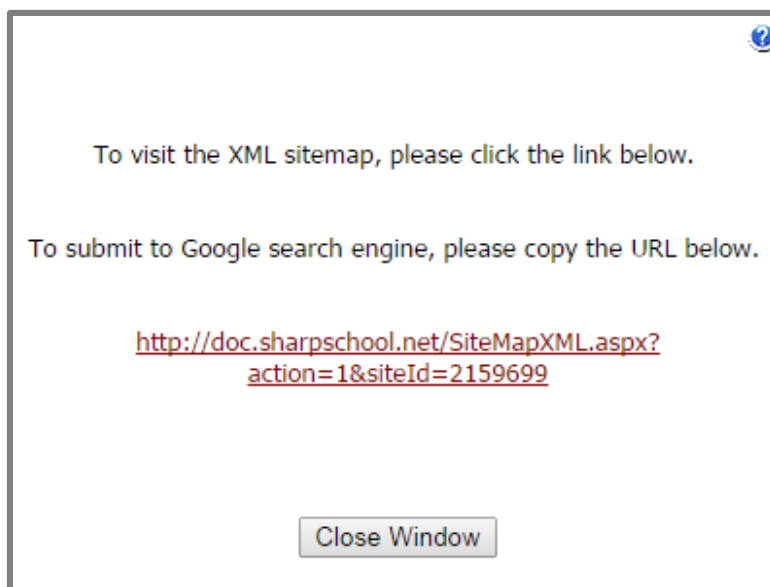 ?
To visit the XML sitemap, please click the link below.
To submit to Google search engine, please copy the URL below.
http://doc.sharpschool.net/SiteMapXML.aspx?
action=1&siteId=2159699
Close Window